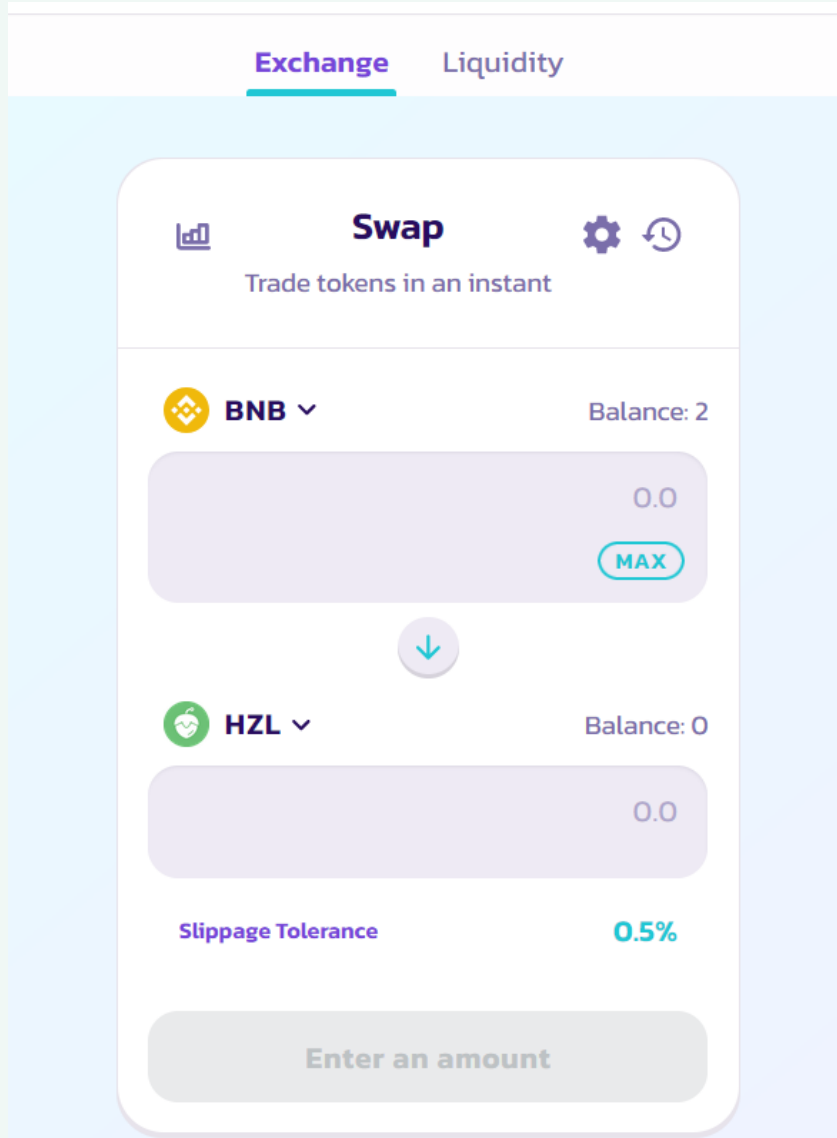 Exchange Liquidity
Swap
Trade tokens in an instant
BNB Balance: 2
0.0
MAX
HZL Balance: 0
0.0
Slippage Tolerance 0.5%
Enter an amount